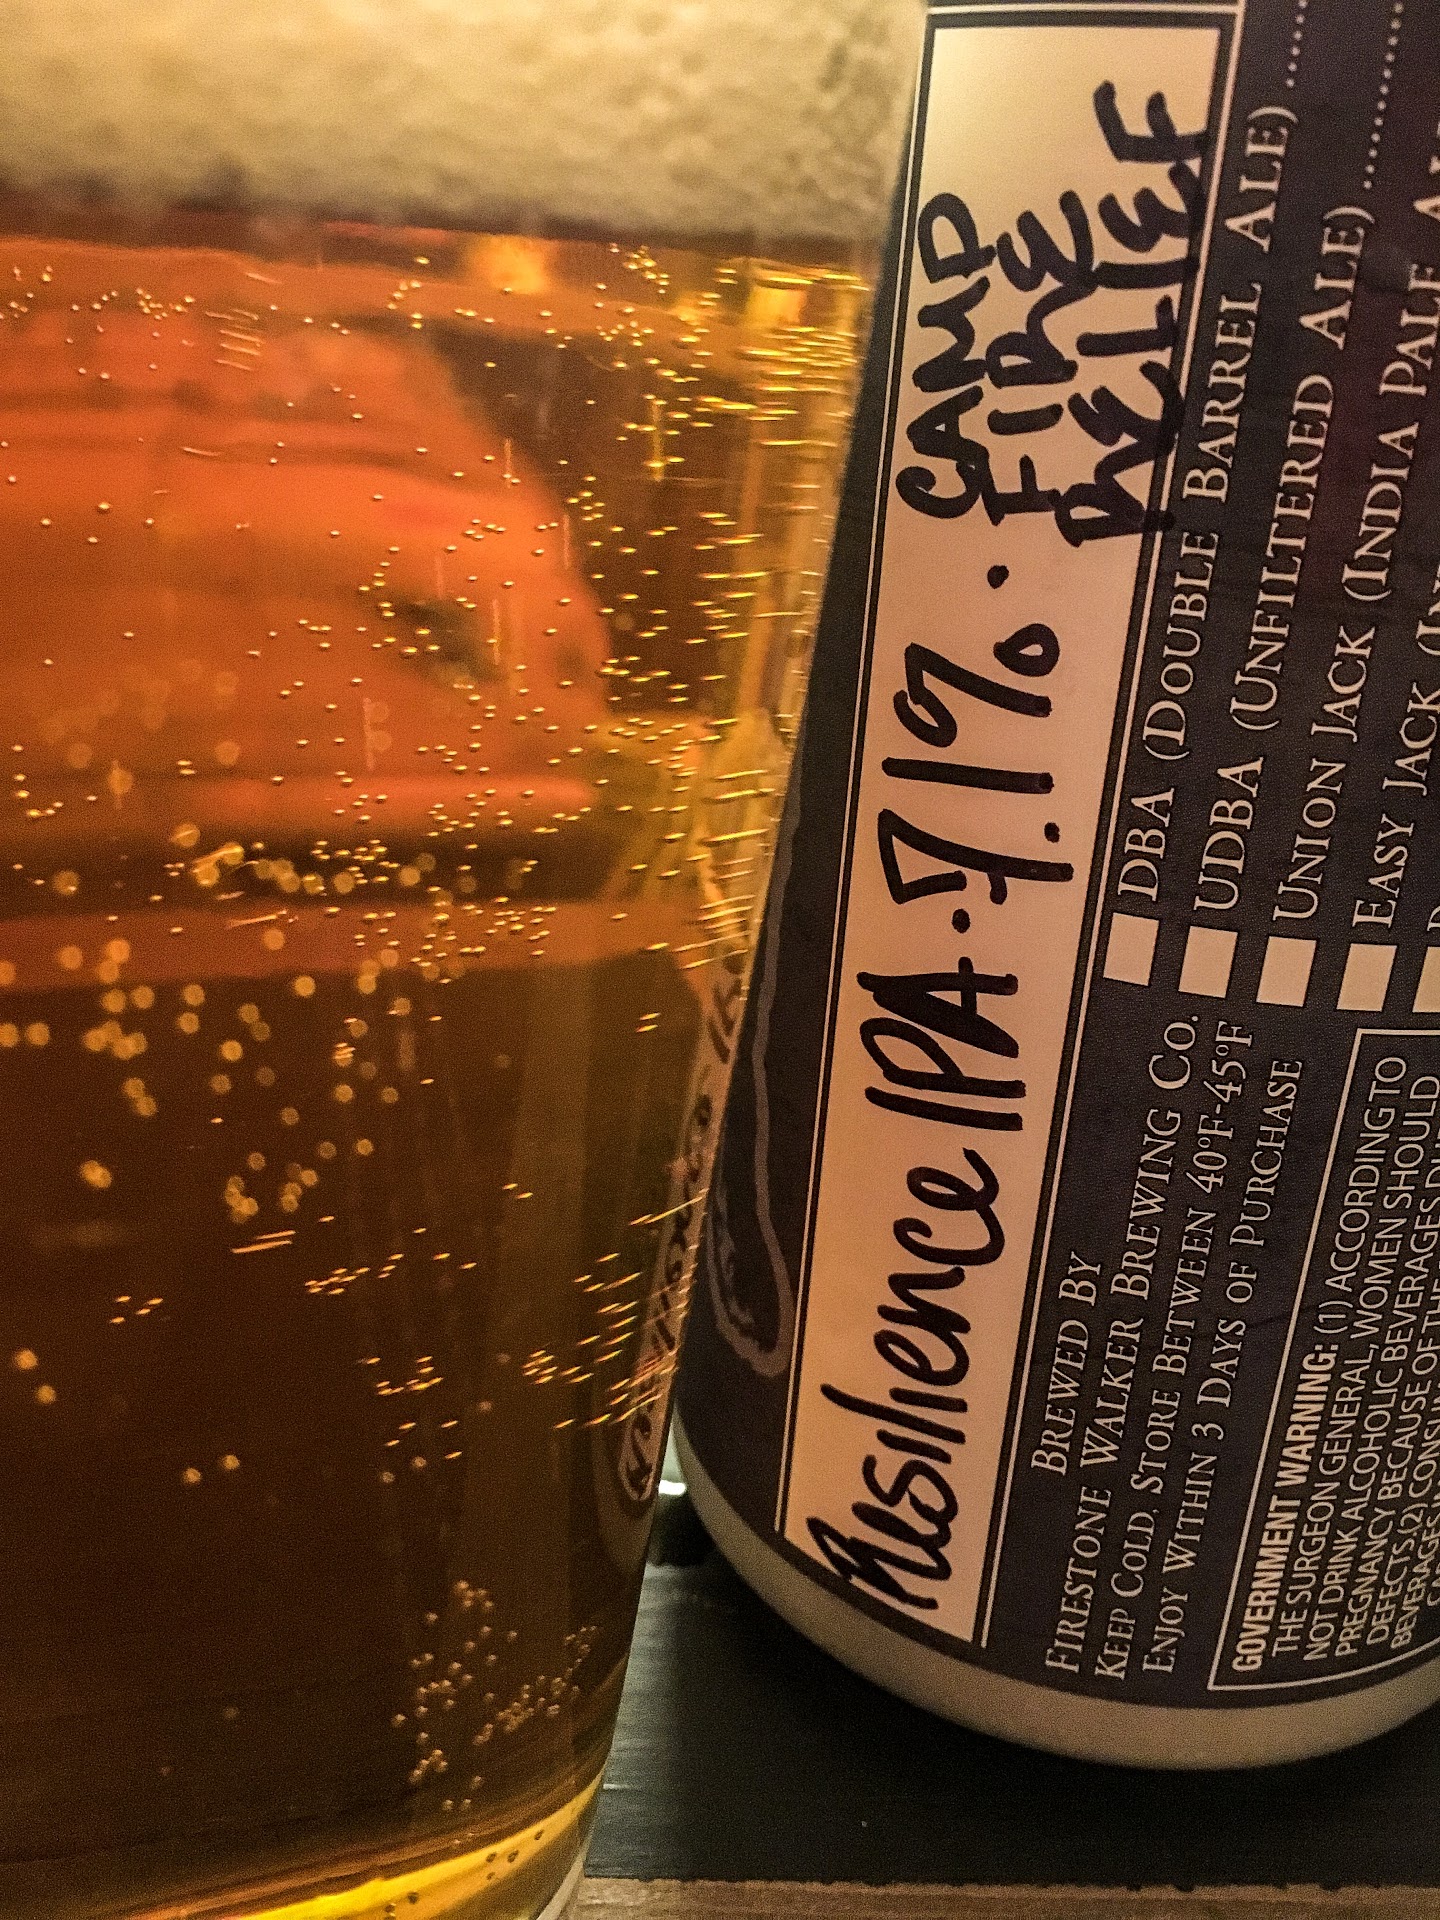 Resilience IPA · 7.1% · CAMP
FIRE
RELIEF
DBA (DOUBLE BARREL ALE)
UDBA (UNFILTERED ALE)
UNION JACK (INDIA PALE
EASY JACK
BREWED BY
FIRESTONE WALKER BREWING CO.
KEEP COLD, STORE BETWEEN 40°F-45°F
ENJOY WITHIN 3 DAYS OF PURCHASE
GOVERNMENT WARNING: (1) ACCORDING TO
THE SURGEON GENERAL, WOMEN SHOULD
NOT DRINK ALCOHOLIC BEVERAGES
PREGNANCY BECAUSE OF THE
DEFECTS. (2)
BEVERAGES